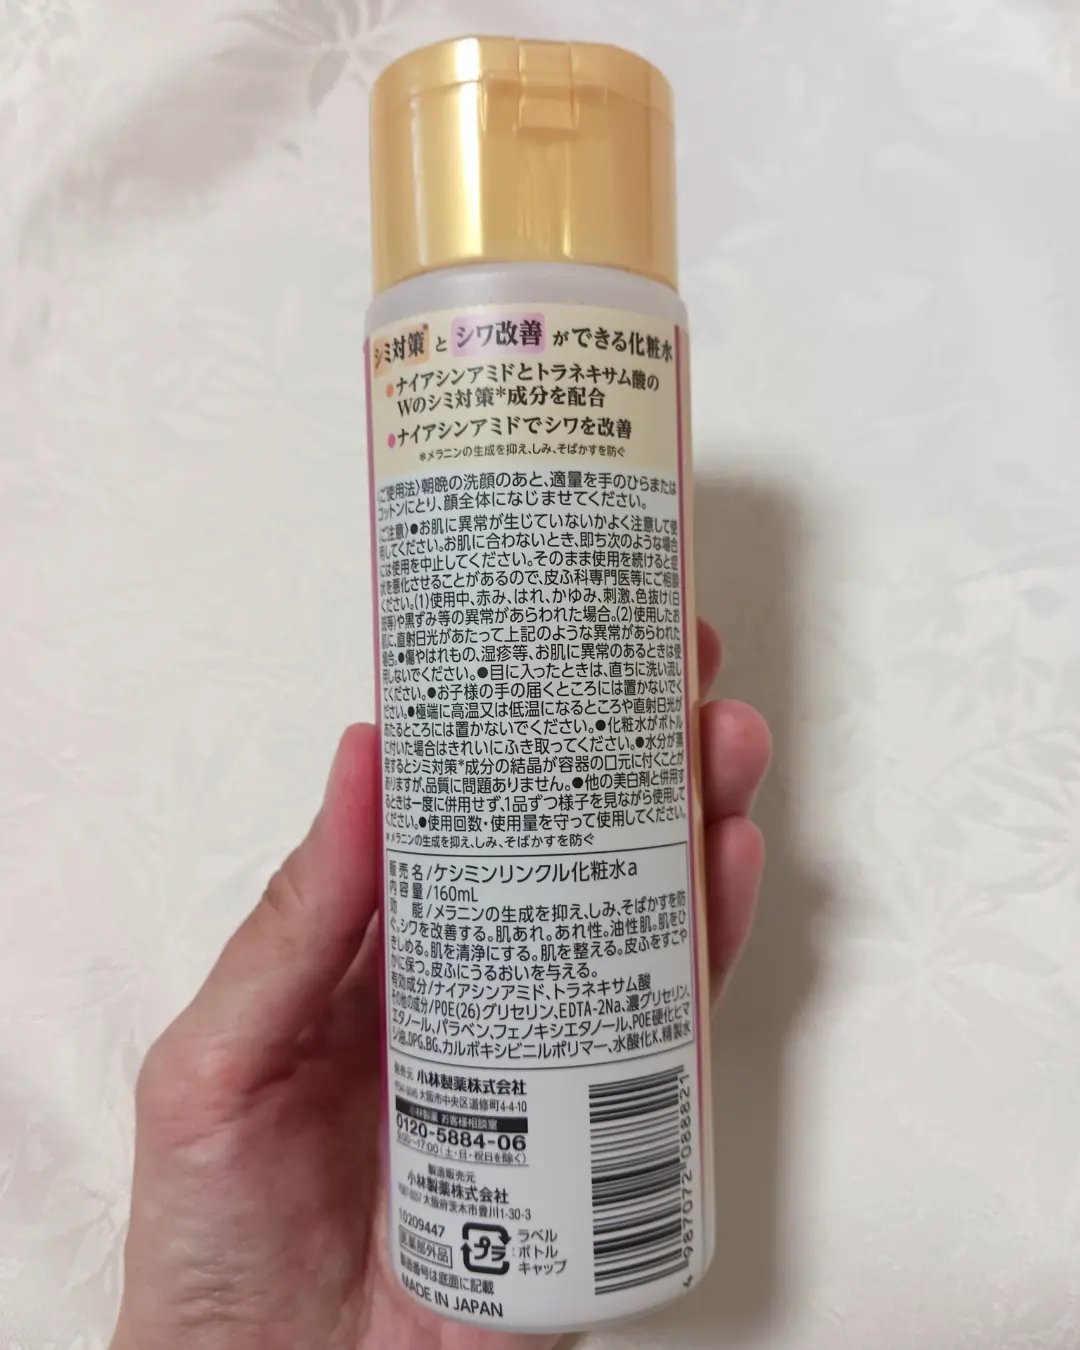 シミ対策*とシワ改善ができる化粧水
●ナイアシンアミドとトラネキサム酸の
Wのシミ対策*成分を配合
●ナイアシンアミドでシワを改善
*メラニンの生成を抑え、しみ、そばかすを防ぐ
〈ご使用法〉朝晩の洗顔のあと、適量を手のひらまたは
コットンにとり、顔全体になじませてください。
〈ご注意〉●お肌に異常が生じていないかよく注意して使
用してください。お肌に合わないとき、即ち次のような場合
には使用を中止してください。そのまま使用を続けると症
状を悪化させることがあるので、皮ふ科専門医等にご相談
ください。(1)使用中、赤み、はれ、かゆみ、刺激、色抜け(白
斑等)や黒ずみ等の異常があらわれた場合。(2)使用したお
肌に、直射日光があたって上記のような異常があらわれた
場合。●傷やはれもの、湿疹等、お肌に異常のあるときは使
用しないでください。●目に入ったときは、直ちに洗い流し
てください。●お子様の手の届くところには置かないでく
ださい。●極端に高温又は低温になるところや直射日光が
あたるところには置かないでください。●化粧水がボトル
に付いた場合はきれいにふき取ってください。●水分が蒸
発するとシミ対策*成分の結晶が容器の口元に付くことが
ありますが、品質に問題ありません。●他の美白剤と併用す
るときは一度に併用せず、1品ずつ様子を見ながら使用して
ください。●使用回数・使用量を守って使用してください。
*メラニンの生成を抑え、しみ、そばかすを防ぐ
販売名/ケシミンリンクル化粧水a
内容量/160mL
効能/メラニンの生成を抑え、しみ、そばかすを防
ぐ。シワを改善する。肌あれ。あれ性。油性肌。肌をひ
きしめる。肌を清浄にする。肌を整える。皮ふをすこや
かに保つ。皮ふにうるおいを与える。
有効成分/ナイアシンアミド、トラネキサム酸
その他の成分/POE(26)グリセリン、EDTA-2Na、濃グリセリン、
エタノール、パラベン、フェノキシエタノール、POE硬化ヒマ
シ油、DPG、BG、カルボキシビニルポリマー、水酸化K、精製水
発売元 小林製薬株式会社
〒541-0045 大阪市中央区道修町4-4-10
小林製薬 お客様相談室
0120-5884-06
9:00~17:00(土・日・祝日を除く)
製造販売元
小林製薬株式会社
〒567-0057 大阪府茨木市豊川1-30-3
10209447
医薬部外品
プラ
ラベル
:ボトル
キャップ
製造番号は底面に記載
MADE IN JAPAN
4 987072 088821